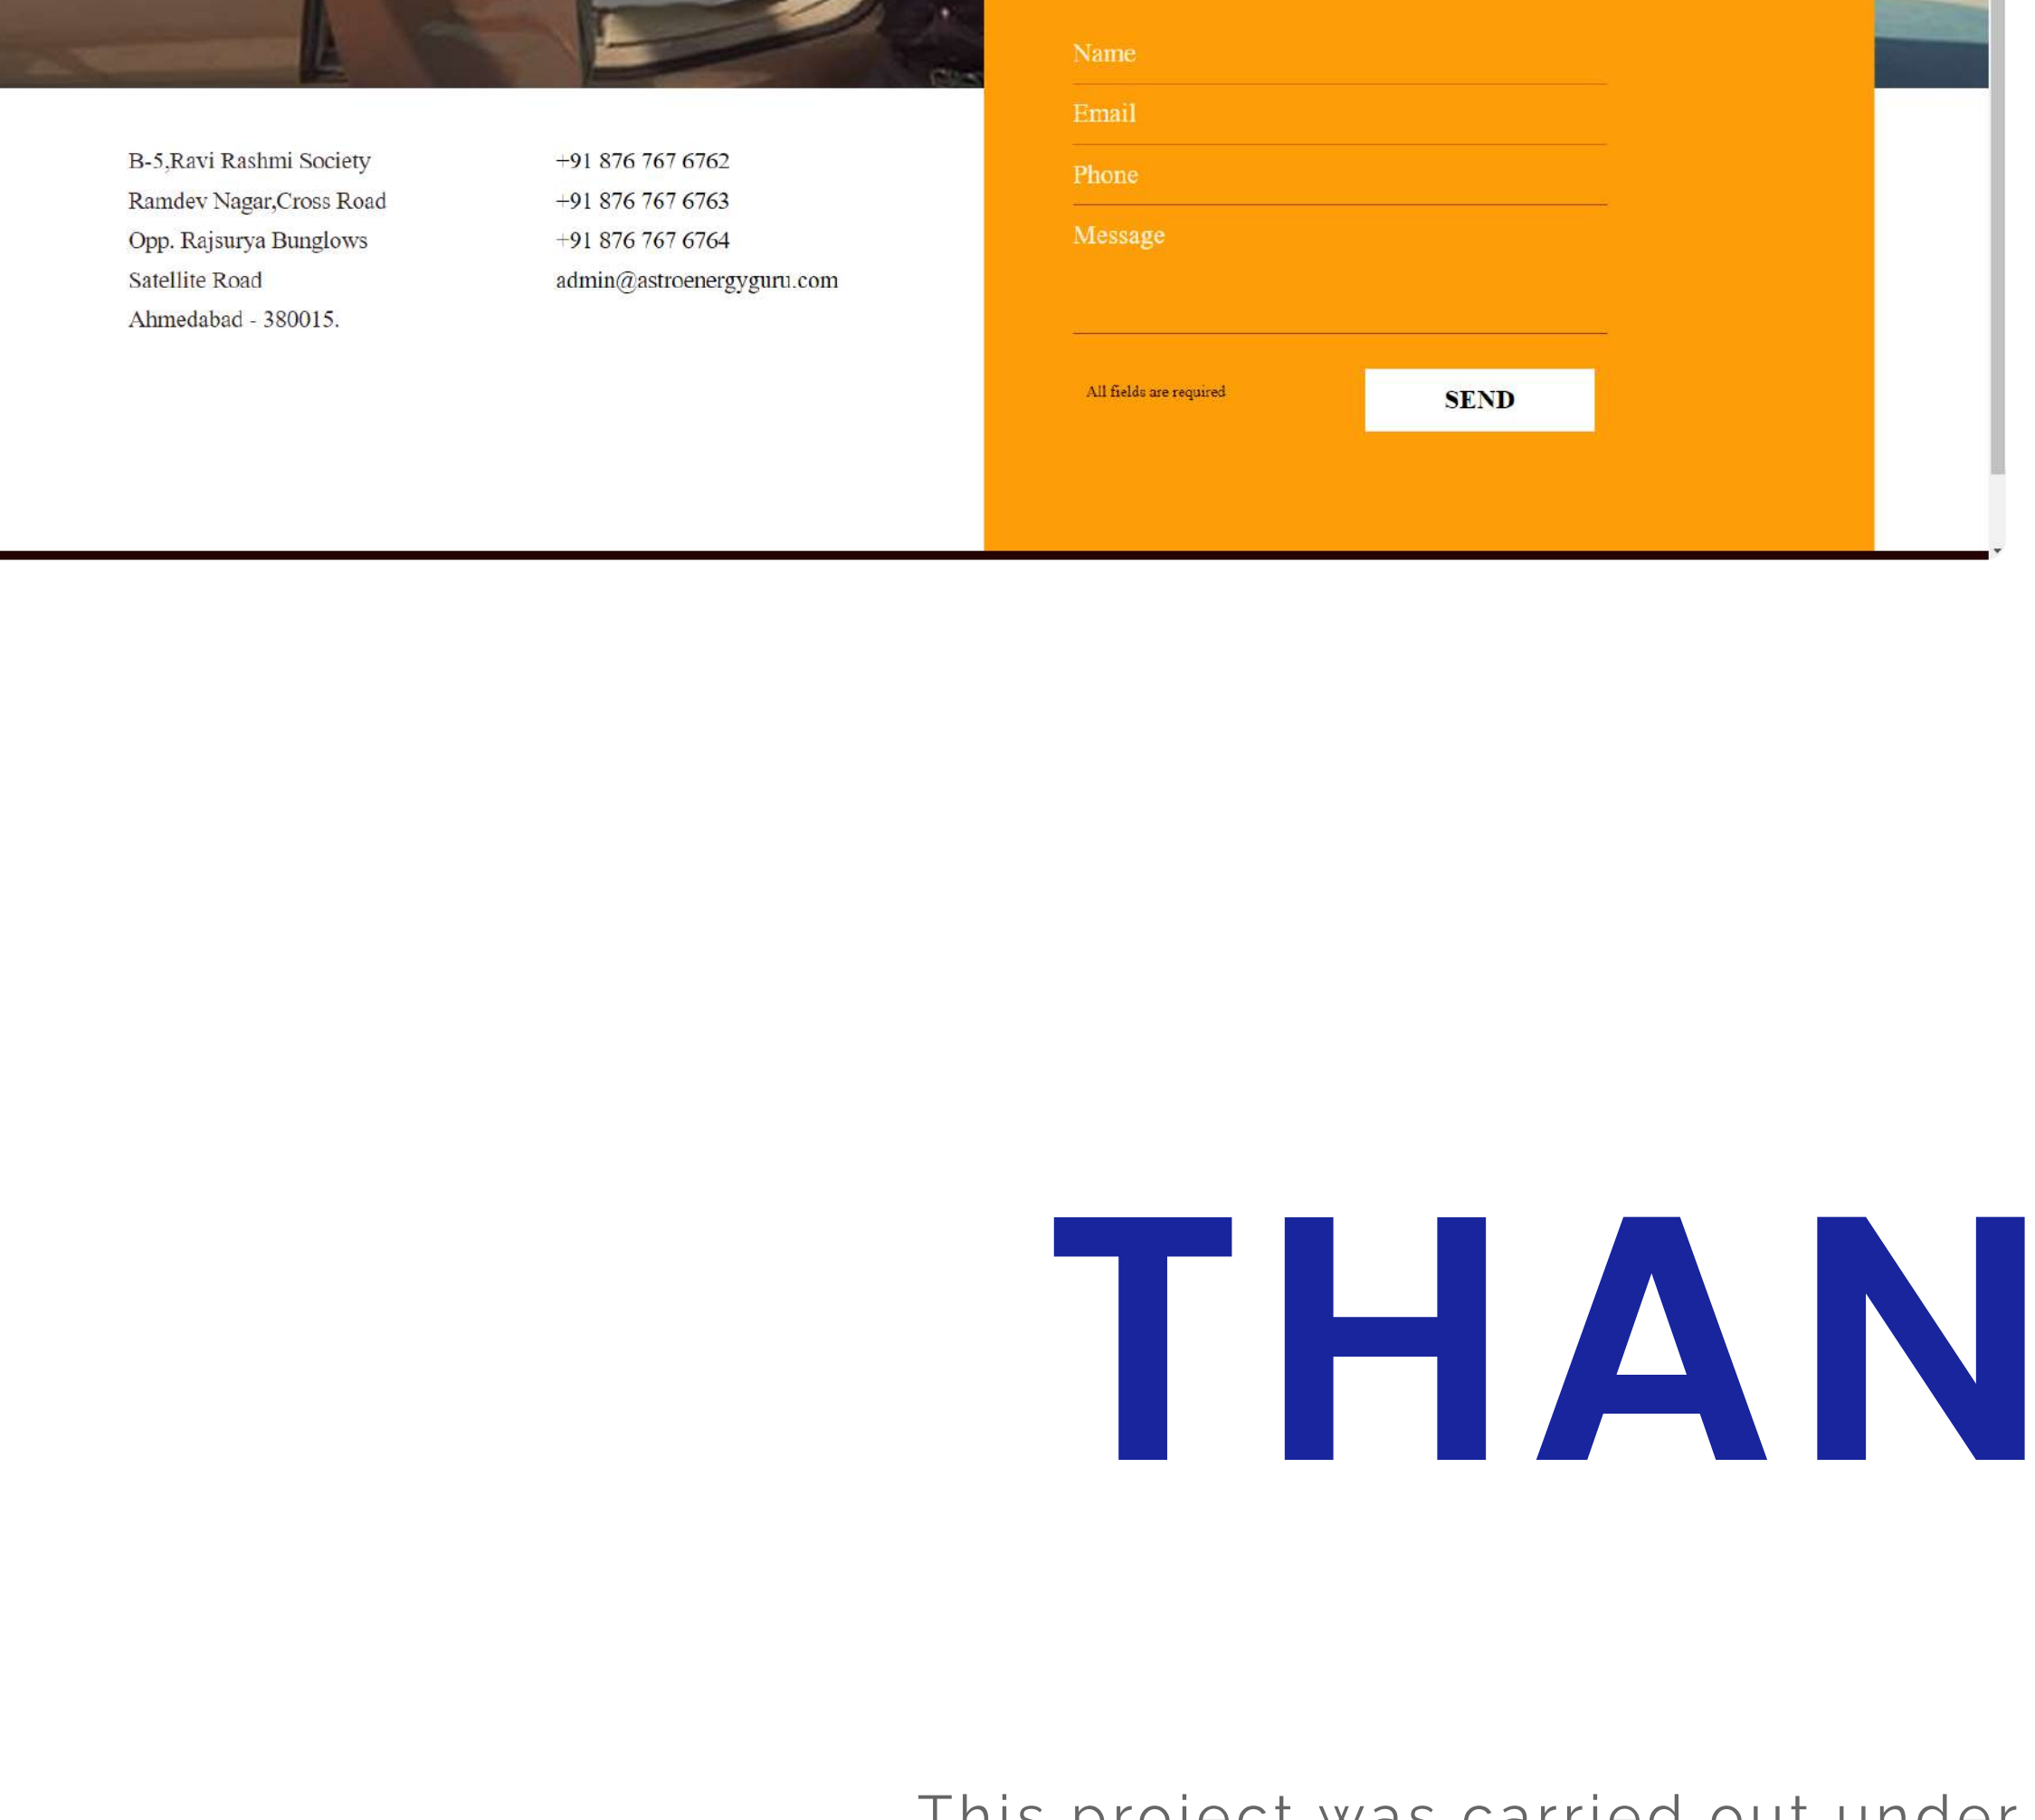 B-5,Ravi Rashmi Society
Ramdev Nagar,Cross Road
Opp. Rajsurya Bunglows
Satellite Road
Ahmedabad - 380015.
+91 876 767 6762
+91 876 767 6763
+91 876 767 6764
admin@astroenergyguru.com
Name
Email
Phone
Message
All fields are required
SEND
THAN
This project was carried out under